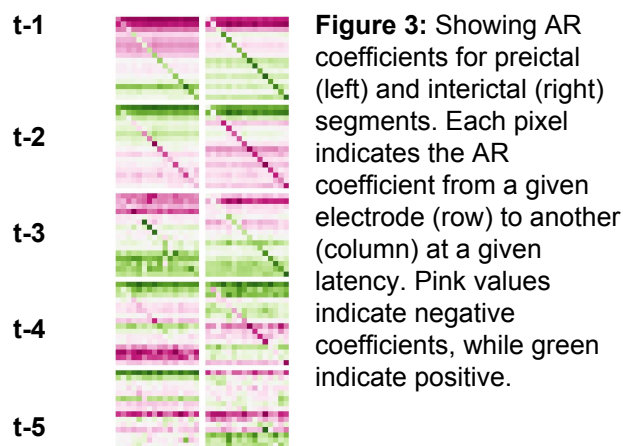 t-1
t-2
t-3
t-4
t-5
Figure 3: Showing AR
coefficients for preictal
(left) and interictal (right)
segments. Each pixel
indicates the AR
coefficient from a given
electrode (row) to another
(column) at a given
latency. Pink values
indicate negative
coefficients, while green
indicate positive.